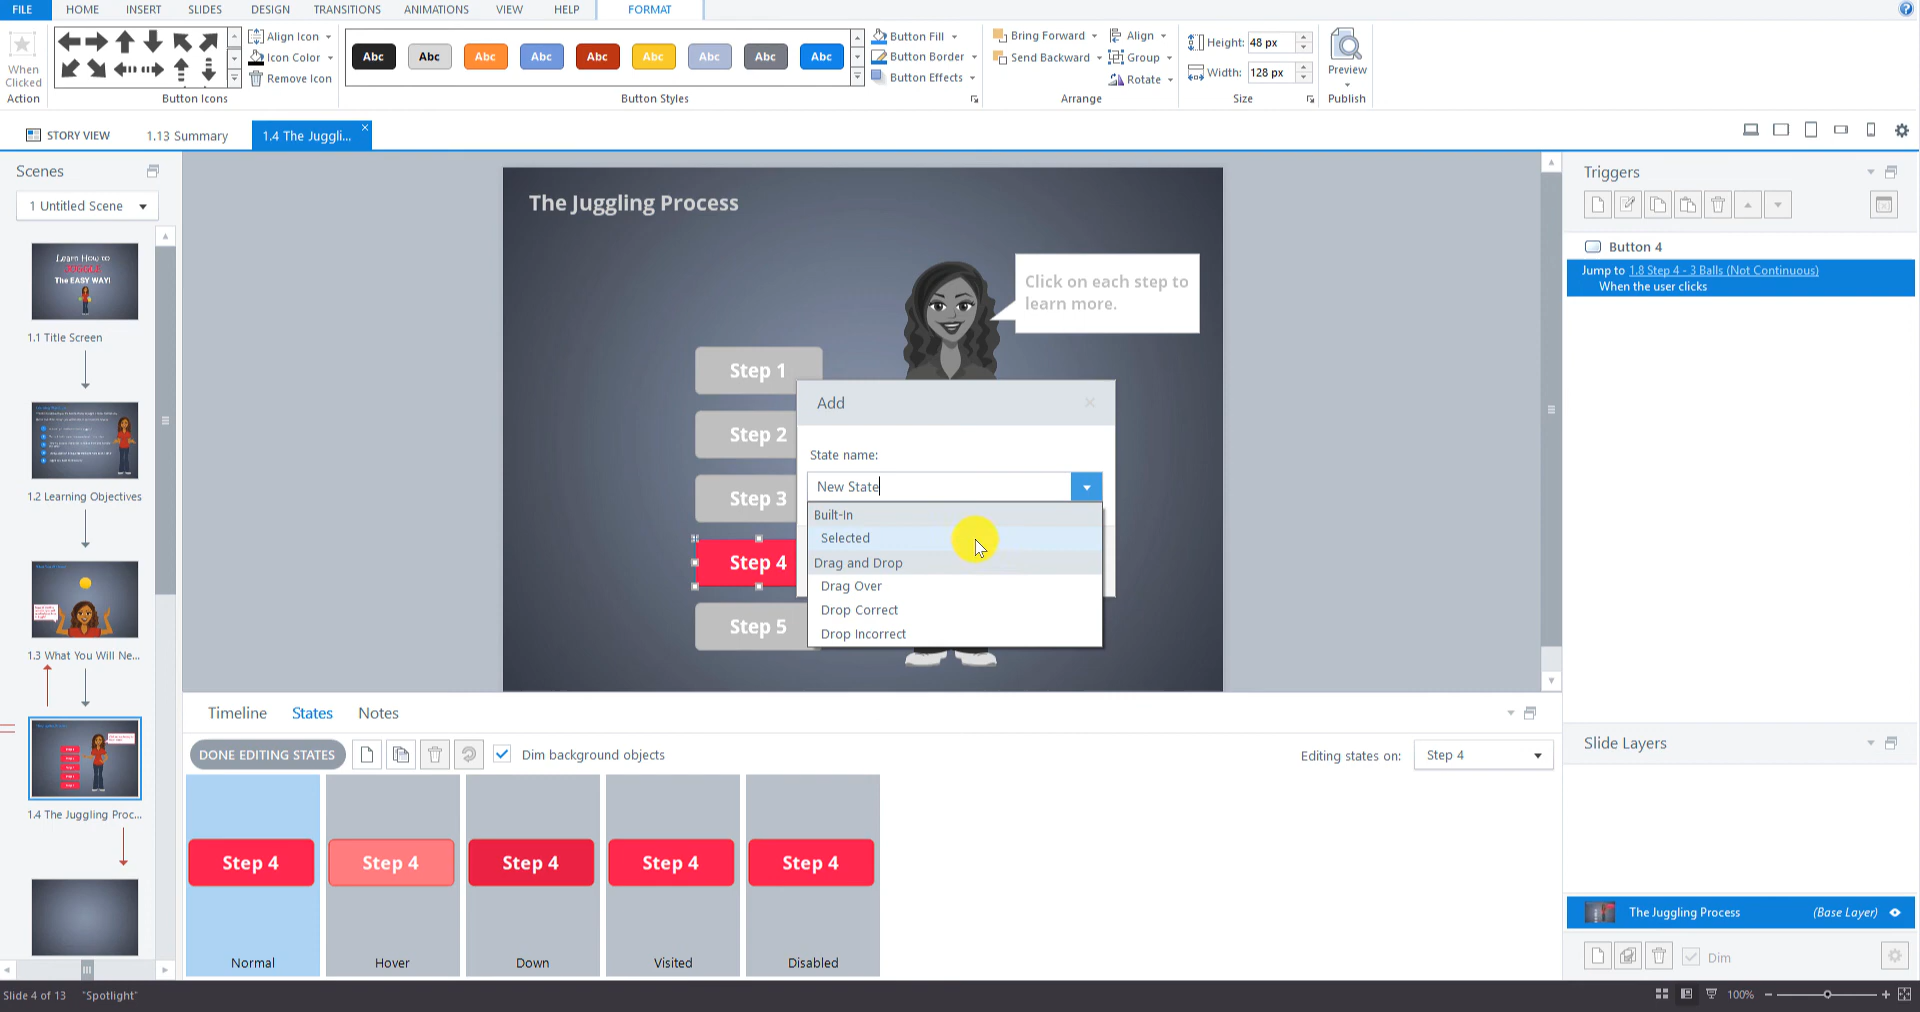 FILE
HOME
INSERT
SLIDES
DESIGN
TRANSITIONS
ANIMATIONS
VIEW
HELP
FORMAT
When
Clicked
Action
Align Icon
Icon Color
Remove Icon
Button Icons
Abc
Abc
Abc
Abc
Abc
Abc
Abc
Abc
Abc
Button Styles
Button Fill
Button Border
Button Effects
Bring Forward
Send Backward
Align
Group
Rotate
Arrange
Height: 48 px
Width: 128 px
Size
Preview
Publish
STORY VIEW
1.13 Summary
1.4 The Juggli...
Scenes
1 Untitled Scene
Learn How to
JUGGLE
The EASY WAY!
1.1 Title Screen
1.2 Learning Objectives
1.3 What You Will Ne...
1.4 The Juggling Proc...
The Juggling Process
Click on each step to
learn more.
Step 1
Step 2
Step 3
Step 4
Step 5
Add
State name:
New State
Built-In
Selected
Drag and Drop
Drag Over
Drop Correct
Drop Incorrect
Triggers
Button 4
Jump to 1.8 Step 4 - 3 Balls (Not Continuous)
When the user clicks
Timeline
States
Notes
DONE EDITING STATES
Dim background objects
Editing states on:
Step 4
Step 4
Step 4
Step 4
Step 4
Step 4
Normal
Hover
Down
Visited
Disabled
Slide Layers
The Juggling Process
(Base Layer)
Dim
Slide 4 of 13
"Spotlight"
100%